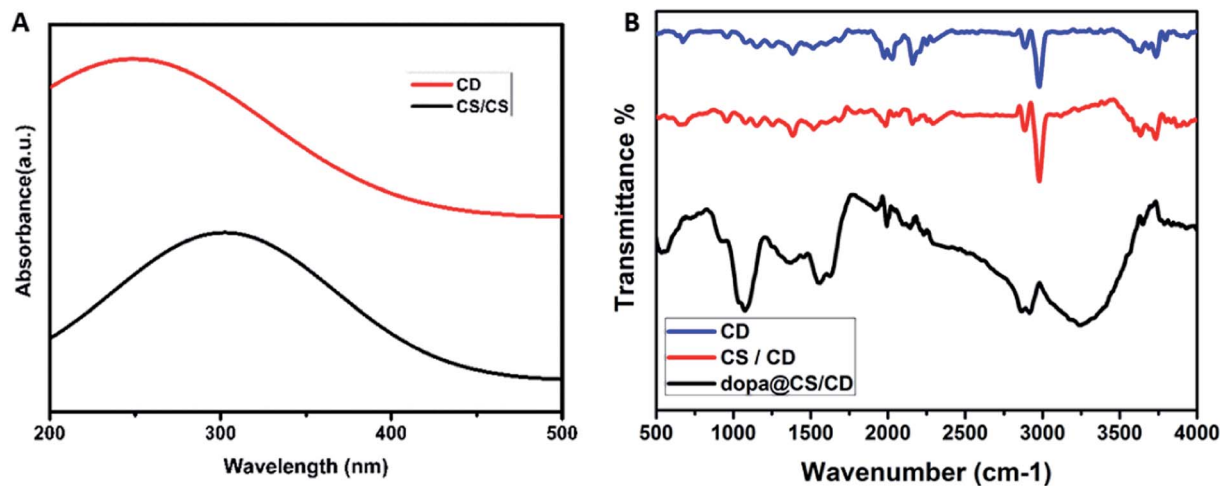 A
CD
CS/CS
Absorbance(a.u.)
200 300 400 500
Wavelength (nm)
B
Transmittance %
CD
CS / CD
dopa@CS/CD
500 1000 1500 2000 2500 3000 3500 4000
Wavenumber (cm-1)